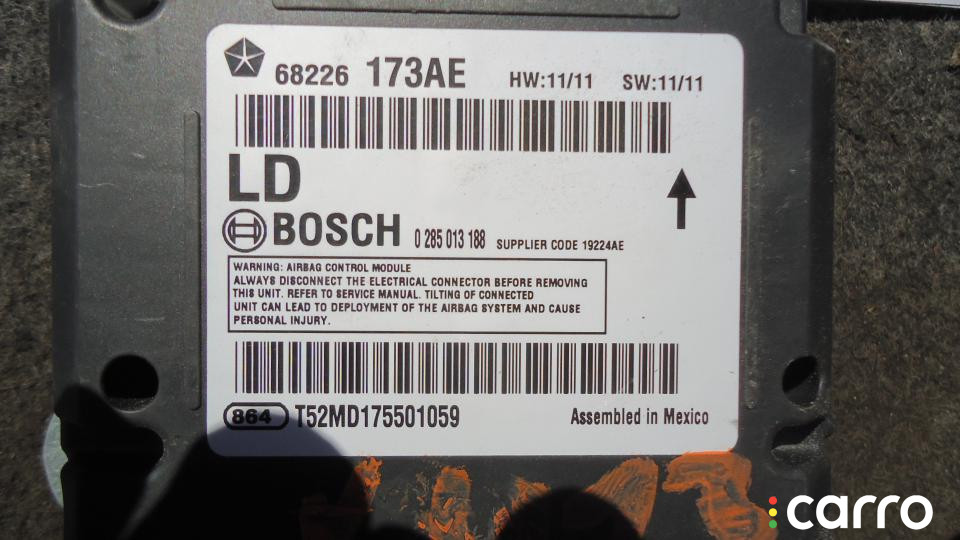 68226 173AE HW:11/11 SW:11/11
LD
BOSCH 0 285 013 188 SUPPLIER CODE 19224AE
WARNING: AIRBAG CONTROL MODULE
ALWAYS DISCONNECT THE ELECTRICAL CONNECTOR BEFORE REMOVING
THIS UNIT. REFER TO SERVICE MANUAL. TILTING OF CONNECTED
UNIT CAN LEAD TO DEPLOYMENT OF THE AIRBAG SYSTEM AND CAUSE
PERSONAL INJURY.
864 T52MD175501059 Assembled in Mexico
carro